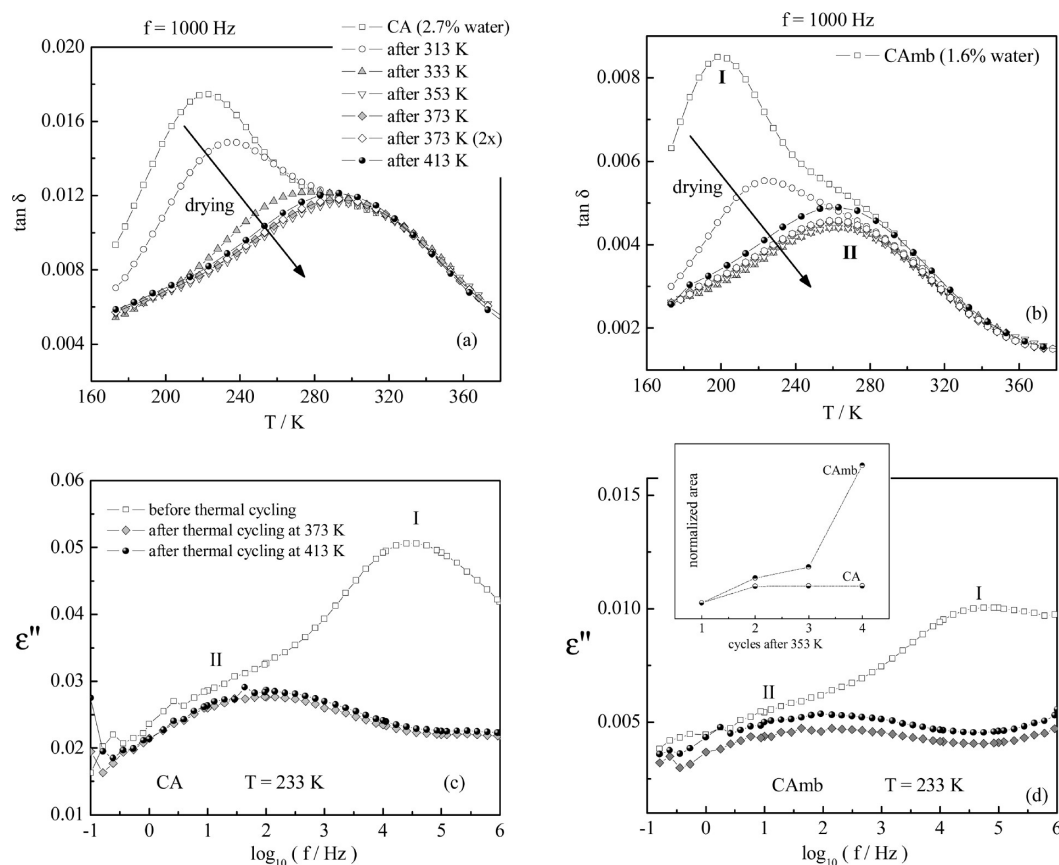 f = 1000 Hz
CA (2.7% water)
after 313 K
after 333 K
after 353 K
after 373 K
after 373 K (2x)
after 413 K
drying
(a)
tan δ
0.020
0.016
0.012
0.008
0.004
160 200 240 280 320 360
T / K
f = 1000 Hz
CAmb (1.6% water)
I
drying
II
(b)
tan δ
0.008
0.006
0.004
0.002
160 200 240 280 320 360
T / K
before thermal cycling
after thermal cycling at 373 K
after thermal cycling at 413 K
I
II
CA T = 233 K (c)
ε"
0.06
0.05
0.04
0.03
0.02
0.01
-1 0 1 2 3 4 5 6
log10 (f / Hz)
normalized area
CAmb
CA
1 2 3 4
cycles after 353 K
I
II
CAmb T = 233 K (d)
ε"
0.015
0.010
0.005
-1 0 1 2 3 4 5 6
log10 (f / Hz)